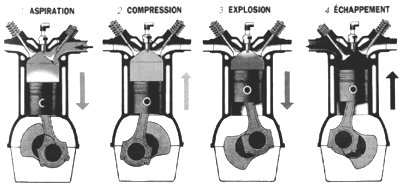 1 ASPIRATION
2 COMPRESSION
3 EXPLOSION
4 ÉCHAPPEMENT